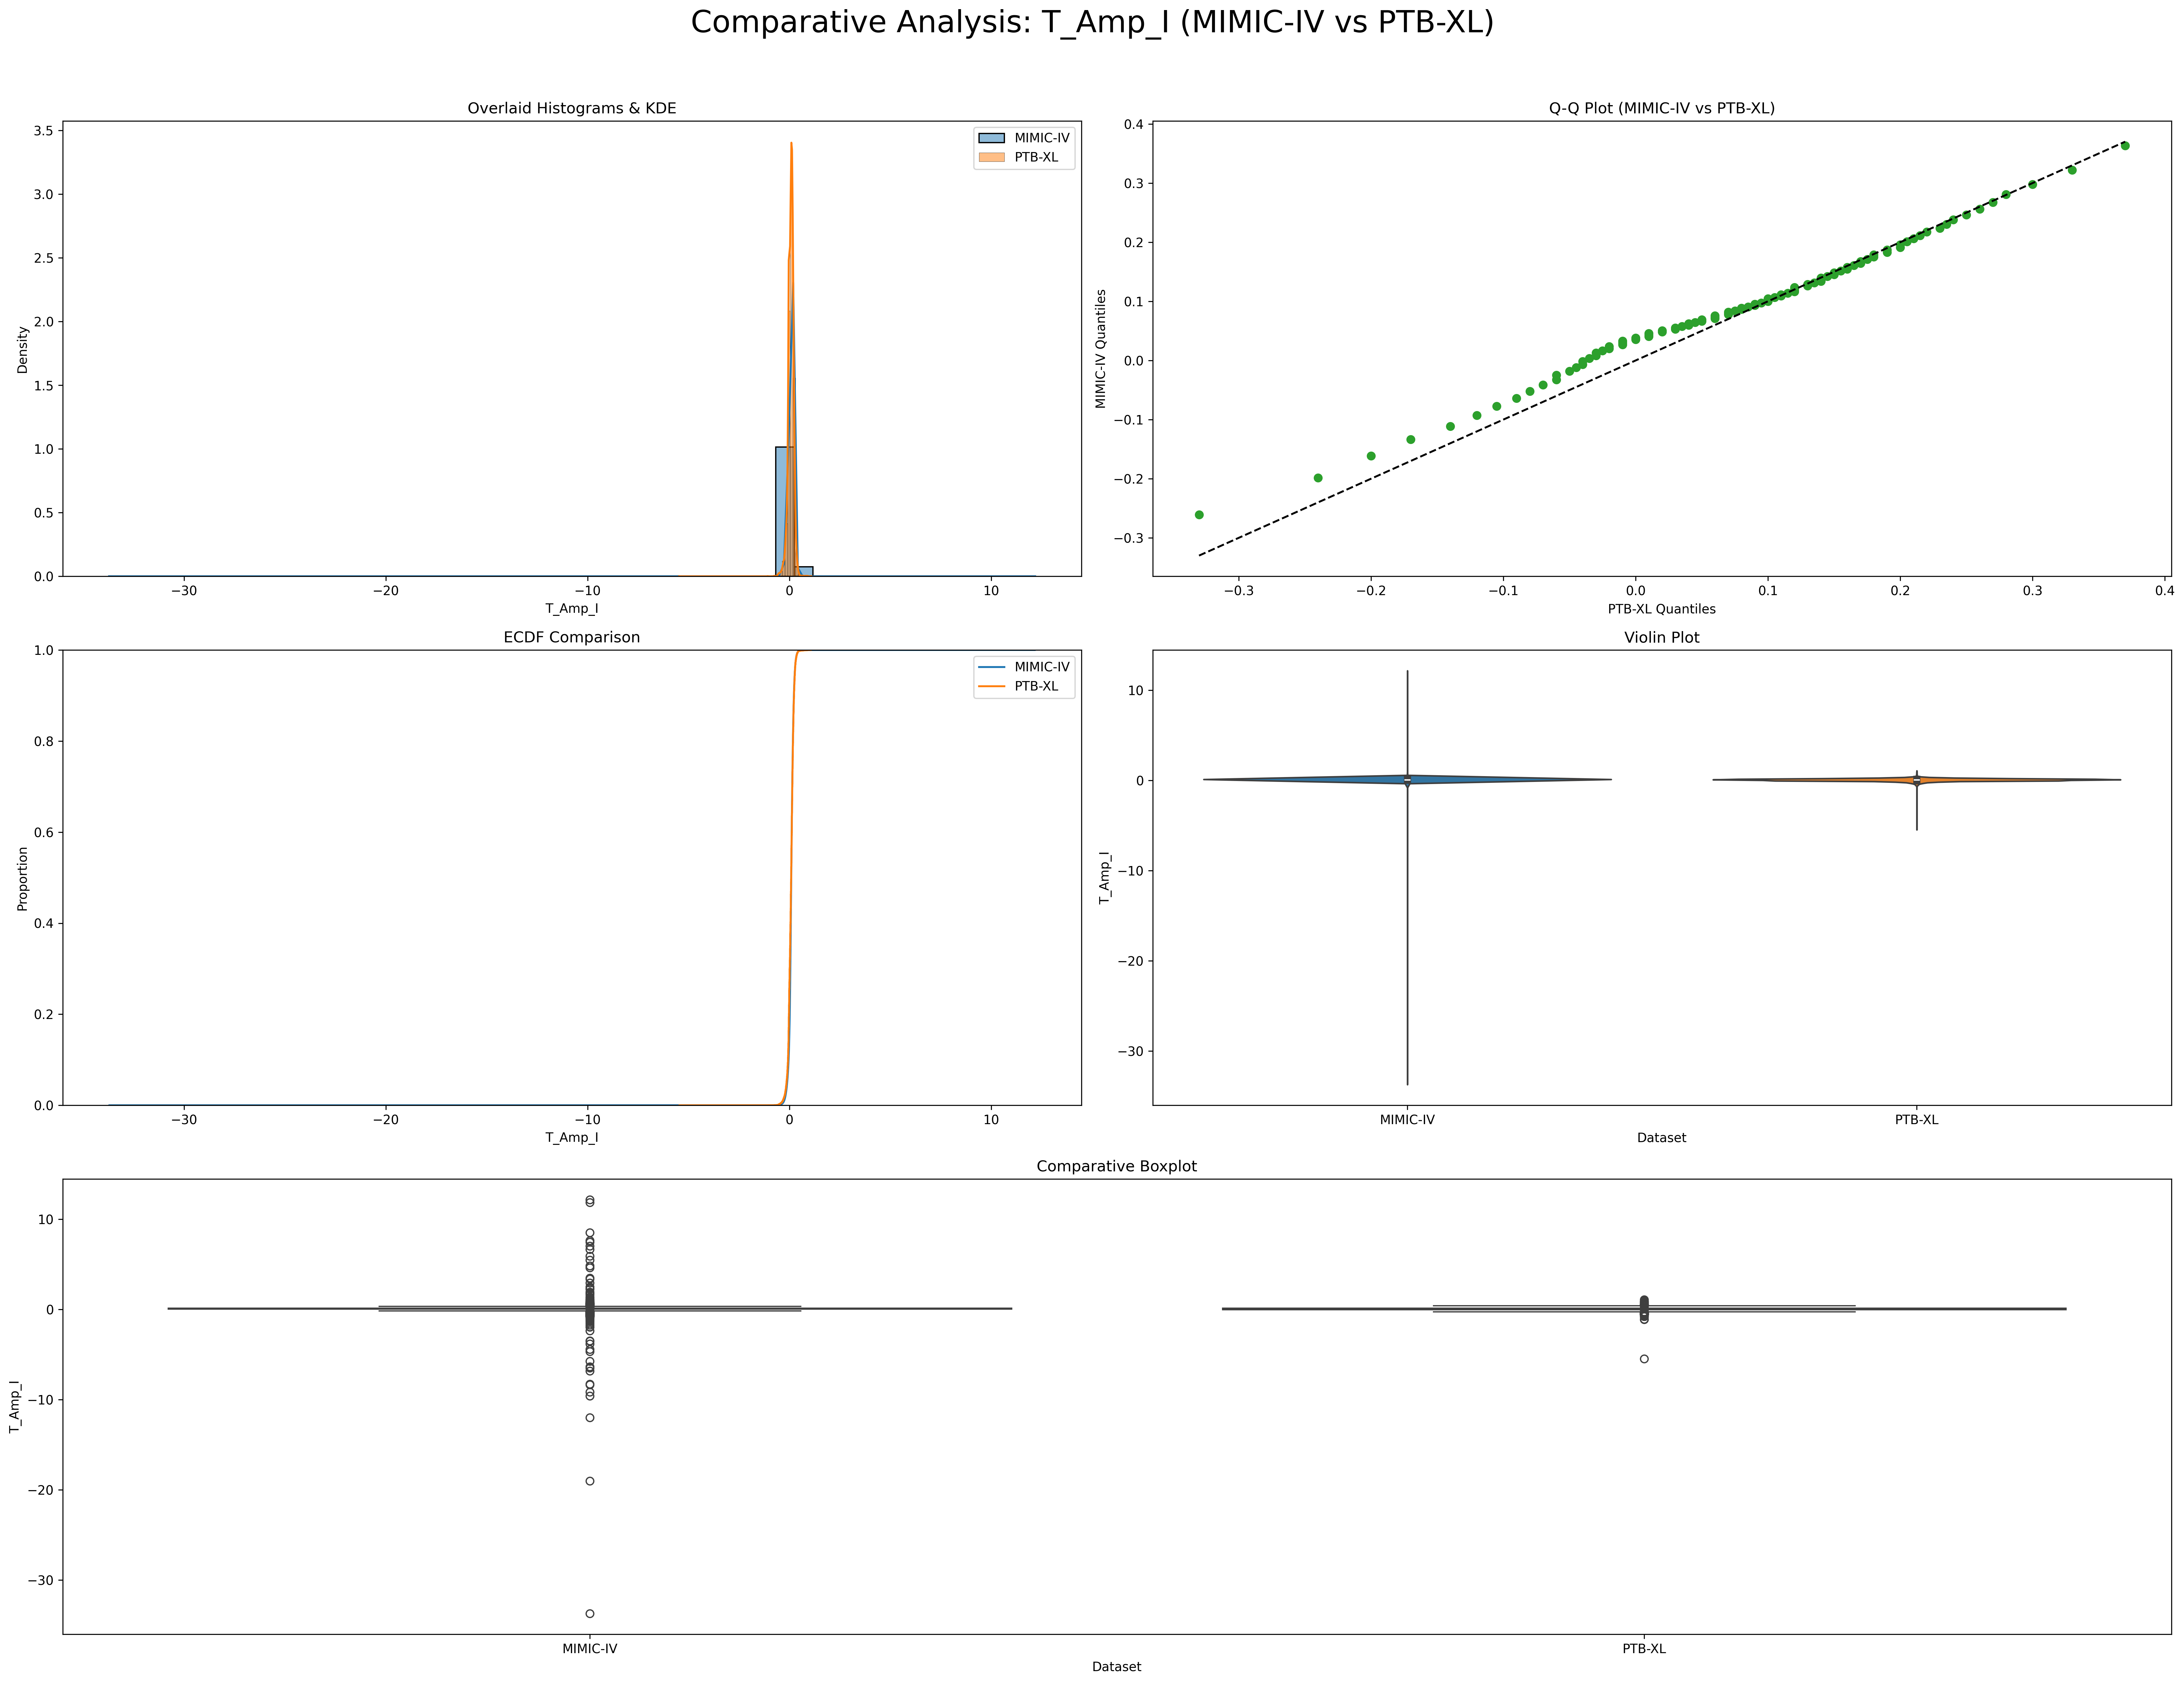 Comparative Analysis: T_Amp_I (MIMIC-IV vs PTB-XL)
Overlaid Histograms & KDE
3.5
3.0
2.5
2.0
1.5
1.0
0.5
0.0
Density
−30
−20
−10
0
10
T_Amp_I
MIMIC-IV
PTB-XL
Q-Q Plot (MIMIC-IV vs PTB-XL)
0.4
0.3
0.2
0.1
0.0
−0.1
−0.2
−0.3
MIMIC-IV Quantiles
−0.3
−0.2
−0.1
0.0
0.1
0.2
0.3
0.4
PTB-XL Quantiles
ECDF Comparison
1.0
0.8
0.6
0.4
0.2
0.0
Proportion
−30
−20
−10
0
10
T_Amp_I
MIMIC-IV
PTB-XL
Violin Plot
10
0
−10
−20
−30
T_Amp_I
MIMIC-IV
PTB-XL
Dataset
Comparative Boxplot
10
0
−10
−20
−30
T_Amp_I
MIMIC-IV
PTB-XL
Dataset